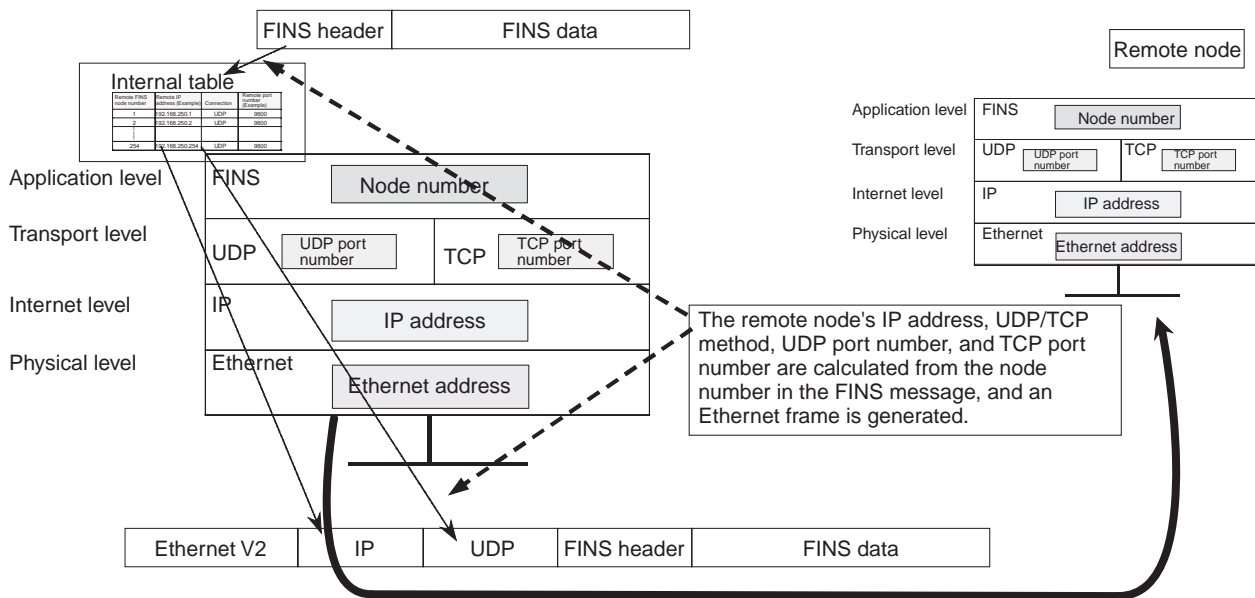 FINS header FINS data
Remote node
Internal table
Remote FINS node number Remote IP address (Example) Connection Remote port number (Example)
1 192.168.250.1 UDP 9600
2 192.168.250.2 UDP 9600
254 192.168.250.254 UDP 9600
Application level FINS Node number
Transport level UDP UDP port number TCP TCP port number
Internet level IP IP address
Physical level Ethernet Ethernet address
Application level FINS Node number
Transport level UDP UDP port number TCP TCP port number
Internet level IP IP address
Physical level Ethernet Ethernet address
The remote node's IP address, UDP/TCP
method, UDP port number, and TCP port
number are calculated from the node
number in the FINS message, and an
Ethernet frame is generated.
Ethernet V2 IP UDP FINS header FINS data